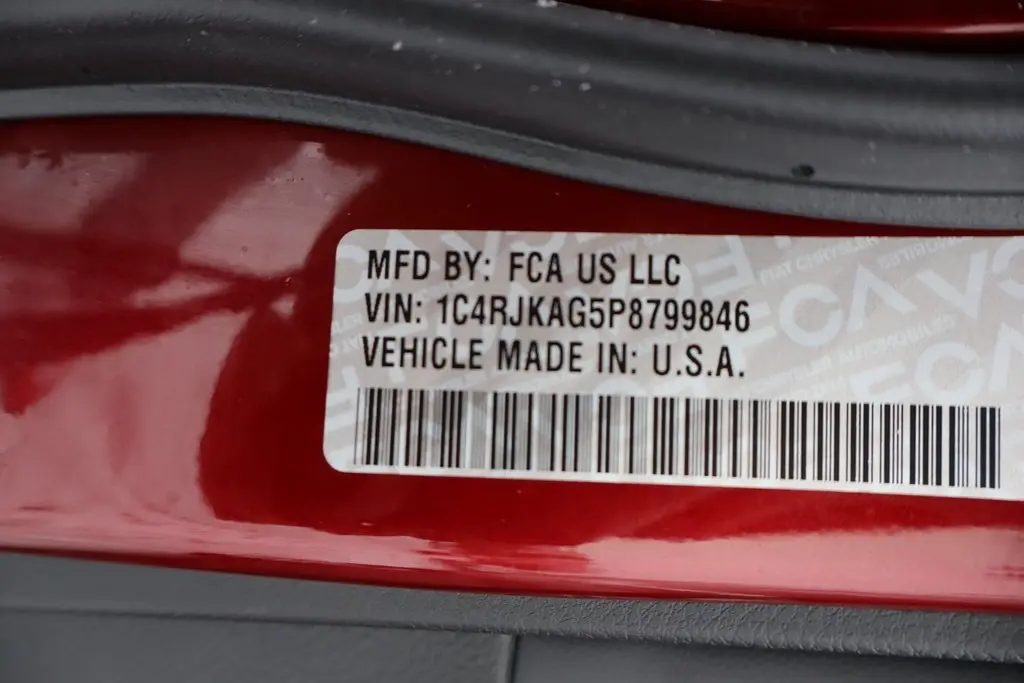 MFD BY: FCA US LLC
VIN: 1C4RJKAG5P8799846
VEHICLE MADE IN: U.S.A.